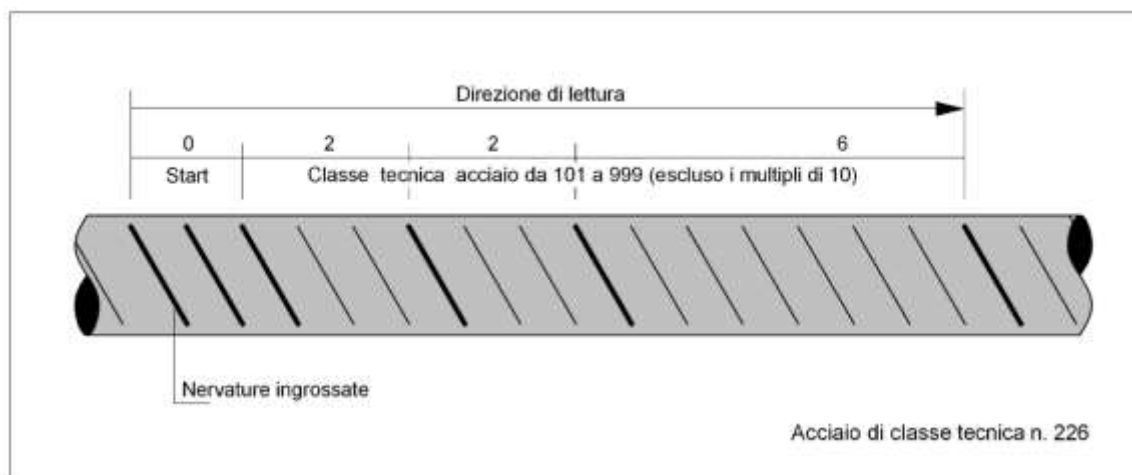 Direzione di lettura
0 2 2 6
Start Classe tecnica acciaio da 101 a 999 (escluso i multipli di 10)
Nervature ingrossate
Acciaio di classe tecnica n. 226